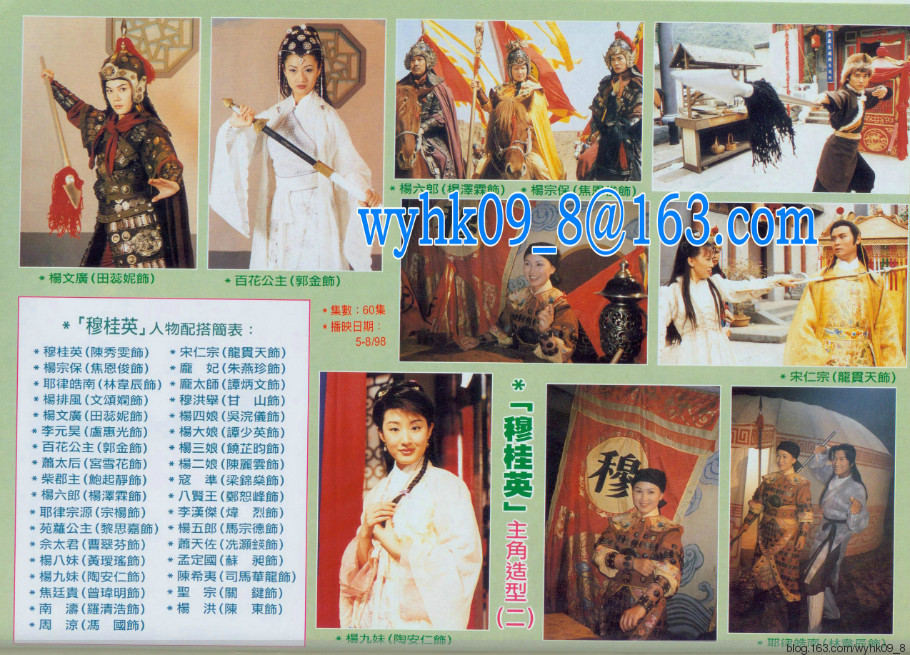 *楊文廣(田蕊妮飾)
*百花公主(郭金飾)
*楊六郎(楊澤霖飾)
*楊宗保(焦恩俊飾)
wyhk09_8@163.com
*集數:60集
*播映日期:
5-8/98
*宋仁宗(龍貫天飾)
*「穆桂英」人物配搭簡表:
*穆桂英(陳秀雯飾)
*楊宗保(焦恩俊飾)
*耶律皓南(林韋辰飾)
*楊排風(文頌嫻飾)
*楊文廣(田蕊妮飾)
*李元昊(盧惠光飾)
*百花公主(郭金飾)
*蕭太后(宮雪花飾)
*柴郡主(鮑起靜飾)
*楊六郎(楊澤霖飾)
*耶律宗源(宗楊飾)
*苑蘿公主(黎思嘉飾)
*佘太君(曹翠芬飾)
*楊八妹(黃璦瑤飾)
*楊九妹(陶安仁飾)
*焦廷貴(曾瑋明飾)
*南 濤(羅清浩飾)
*周 涼(馮 國飾)
*宋仁宗(龍貫天飾)
*龐 妃(朱燕珍飾)
*龐太師(譚炳文飾)
*穆洪舉(甘 山飾)
*楊四娘(吳浣儀飾)
*楊大娘(譚少英飾)
*楊三娘(饒芷昀飾)
*楊二娘(陳麗雲飾)
*寇 準(梁錦燊飾)
*八賢王(鄭恕峰飾)
*李漢傑(煒 烈飾)
*楊五郎(馬宗德飾)
*蕭天佐(冼灝鍈飾)
*孟定國(蘇 昶飾)
*陳希夷(司馬華龍飾)
*聖 宗(關 鍵飾)
*楊 洪(陳 東飾)
*「穆桂英」主角造型(二)
穆
*楊九妹(陶安仁飾)
*耶律皓南(林韋辰飾)
blog.163.com/wyhk09_8